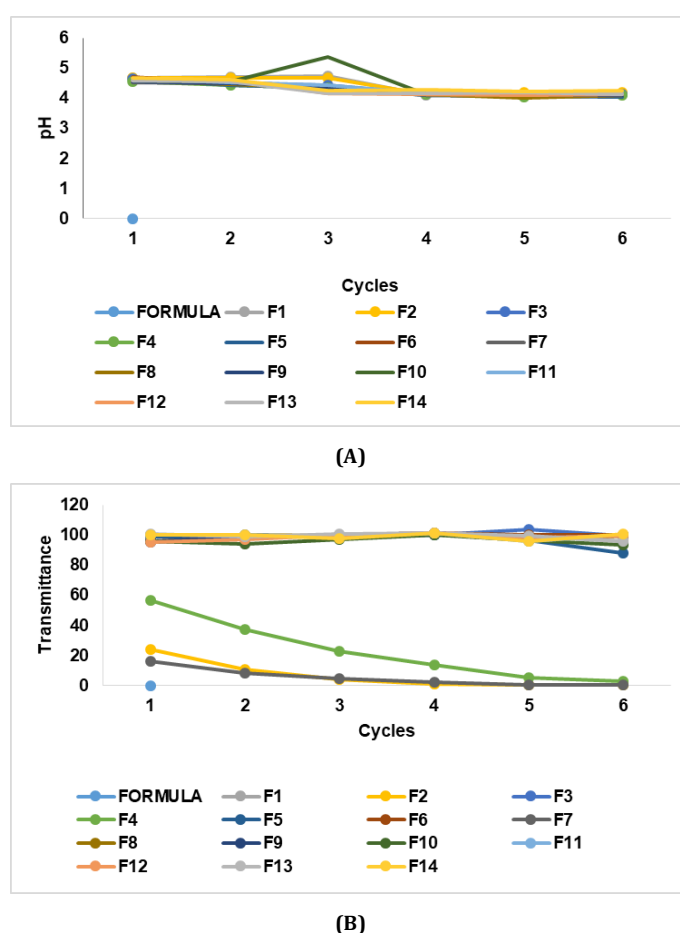 6
5
4
3
2
1
0
pH
1 2 3 4 5 6
Cycles
FORMULA F1 F2 F3
F4 F5 F6 F7
F8 F9 F10 F11
F12 F13 F14
(A)
120
100
80
60
40
20
0
Transmittance
1 2 3 4 5 6
Cycles
FORMULA F1 F2 F3
F4 F5 F6 F7
F8 F9 F10 F11
F12 F13 F14
(B)